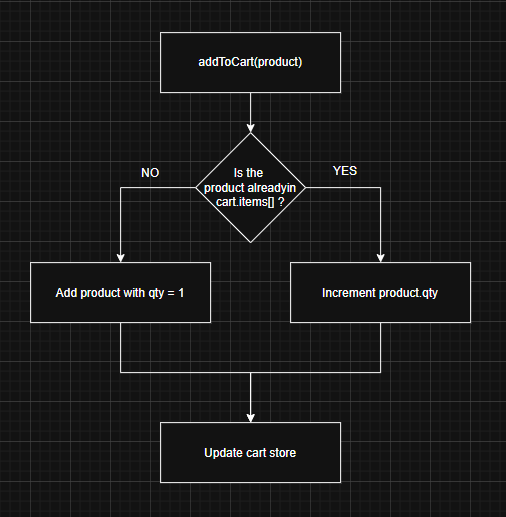 addToCart(product)
NO
YES
Is the
product alreadyin
cart.items[] ?
Add product with qty = 1
Increment product.qty
Update cart store